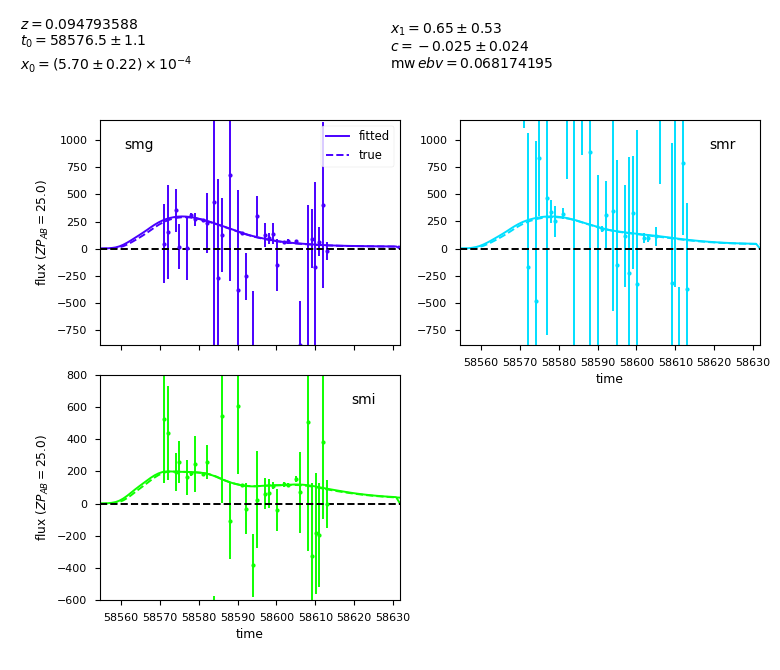 z = 0.094793588
t₀ = 58576.5 ± 1.1
x₀ = (5.70 ± 0.22) × 10⁻⁴
x₁ = 0.65 ± 0.53
c = −0.025 ± 0.024
mw ebv = 0.068174195
smg
fitted
true
1000
750
500
250
0
−250
−500
−750
flux (ZP_AB = 25.0)
smr
1000
750
500
250
0
−250
−500
−750
58560 58570 58580 58590 58600 58610 58620 58630
time
smi
800
600
400
200
0
−200
−400
−600
flux (ZP_AB = 25.0)
58560 58570 58580 58590 58600 58610 58620 58630
time